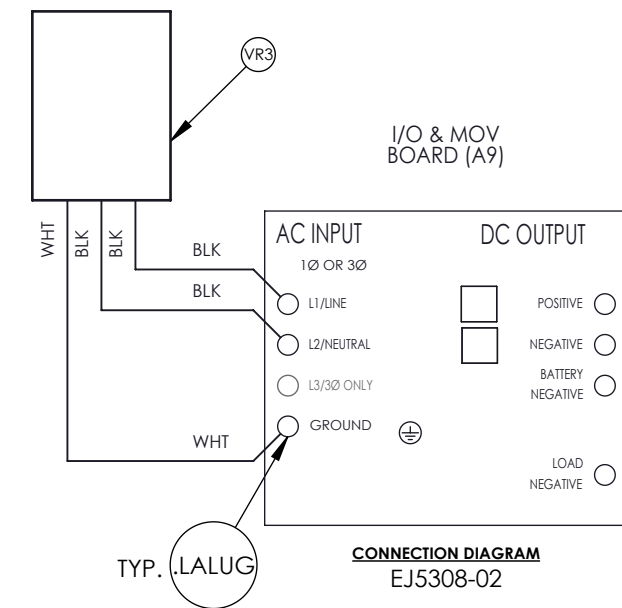 VR3
I/O & MOV
BOARD (A9)
WHT
BLK
BLK
BLK
BLK
WHT
AC INPUT
1Ø OR 3Ø
L1/LINE
L2/NEUTRAL
L3/3Ø ONLY
GROUND
DC OUTPUT
POSITIVE
NEGATIVE
BATTERY
NEGATIVE
LOAD
NEGATIVE
TYP. .LALUG
CONNECTION DIAGRAM
EJ5308-02